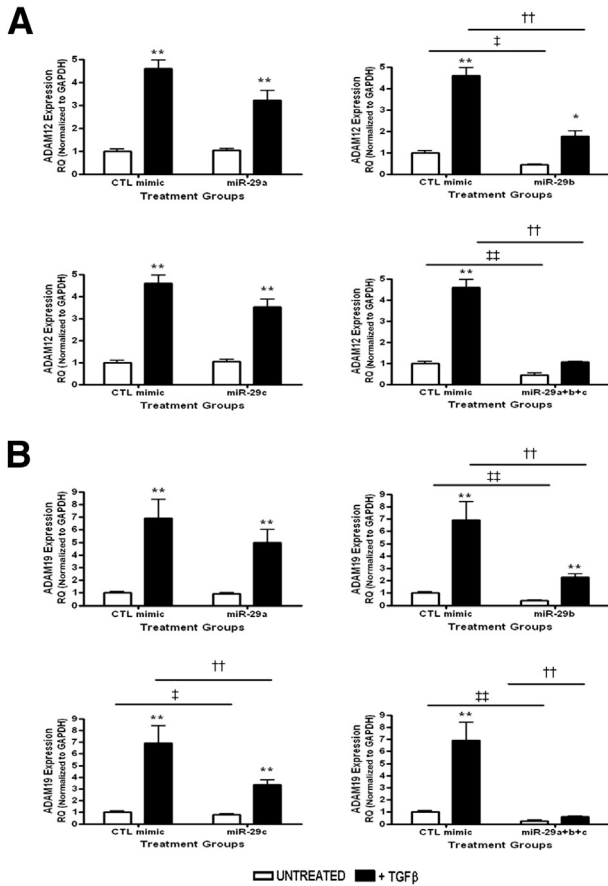 A
††
‡
ADAM12 Expression
RQ (Normalized to GAPDH)
5
4
3
2
1
0
**
**
CTL mimic miR-29a
Treatment Groups
ADAM12 Expression
RQ (Normalized to GAPDH)
5
4
3
2
1
0
**
*
CTL mimic miR-29b
Treatment Groups
††
‡‡
ADAM12 Expression
RQ (Normalized to GAPDH)
5
4
3
2
1
0
**
**
CTL mimic miR-29c
Treatment Groups
ADAM12 Expression
RQ (Normalized to GAPDH)
5
4
3
2
1
0
**
CTL mimic miR-29a+b+c
Treatment Groups
B
††
‡‡
ADAM19 Expression
RQ (Normalized to GAPDH)
9
8
7
6
5
4
3
2
1
0
**
**
CTL mimic miR-29a
Treatment Groups
ADAM19 Expression
RQ (Normalized to GAPDH)
9
8
7
6
5
4
3
2
1
0
**
**
CTL mimic miR-29b
Treatment Groups
††
‡
ADAM19 Expression
RQ (Normalized to GAPDH)
9
8
7
6
5
4
3
2
1
0
**
**
CTL mimic miR-29c
Treatment Groups
††
‡‡
ADAM19 Expression
RQ (Normalized to GAPDH)
9
8
7
6
5
4
3
2
1
0
**
CTL mimic miR-29a+b+c
Treatment Groups
UNTREATED + TGFβ